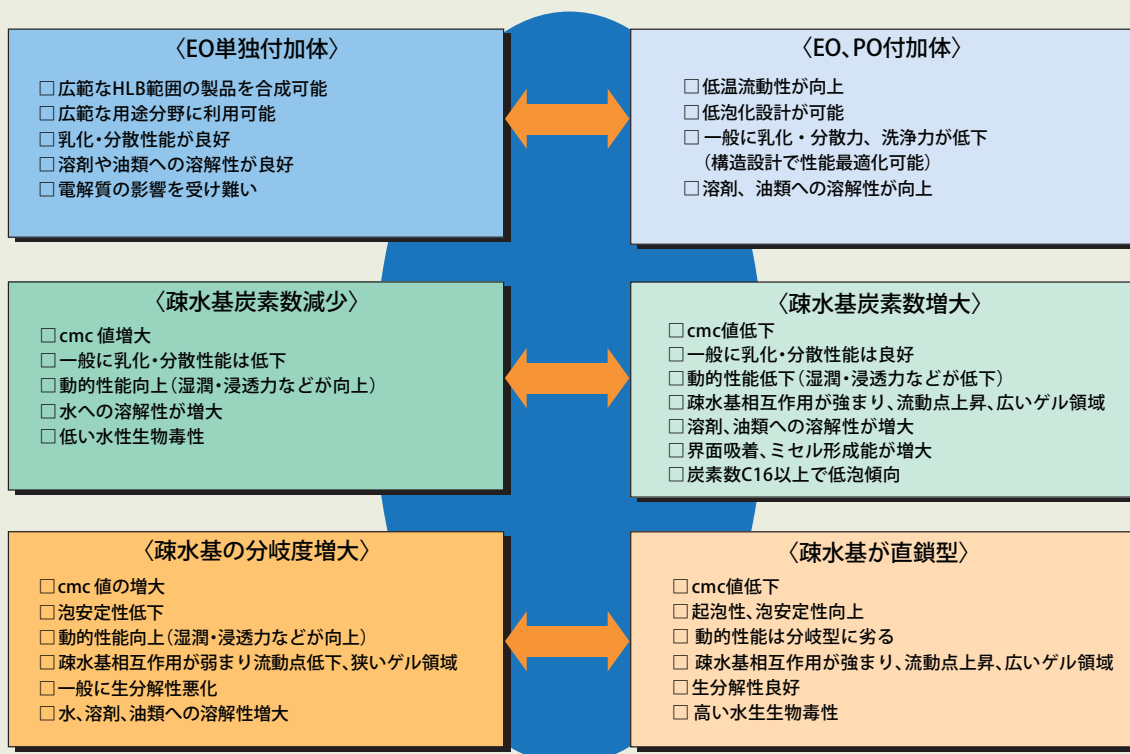 〈EO単独付加体〉
□広範なHLB範囲の製品を合成可能
□広範な用途分野に利用可能
□乳化・分散性能が良好
□溶剤や油類への溶解性が良好
□電解質の影響を受け難い
〈EO、PO付加体〉
□低温流動性が向上
□低泡化設計が可能
□一般に乳化・分散力、洗浄力が低下
（構造設計で性能最適化可能）
□溶剤、油類への溶解性が向上
〈疎水基炭素数減少〉
□cmc 値増大
□一般に乳化・分散性能は低下
□動的性能向上（湿潤・浸透力などが向上）
□水への溶解性が増大
□低い水性生物毒性
〈疎水基炭素数増大〉
□cmc値低下
□一般に乳化・分散性能は良好
□動的性能低下（湿潤・浸透力などが低下）
□疎水基相互作用が強まり、流動点上昇、広いゲル領域
□溶剤、油類への溶解性が増大
□界面吸着、ミセル形成能が増大
□炭素数C16以上で低泡傾向
〈疎水基の分岐度増大〉
□cmc 値の増大
□泡安定性低下
□動的性能向上（湿潤・浸透力などが向上）
□疎水基相互作用が弱まり流動点低下、狭いゲル領域
□一般に生分解性悪化
□水、溶剤、油類への溶解性増大
〈疎水基が直鎖型〉
□cmc値低下
□起泡性、泡安定性向上
□動的性能は分岐型に劣る
□疎水基相互作用が強まり、流動点上昇、広いゲル領域
□生分解性良好
□高い水生生物毒性